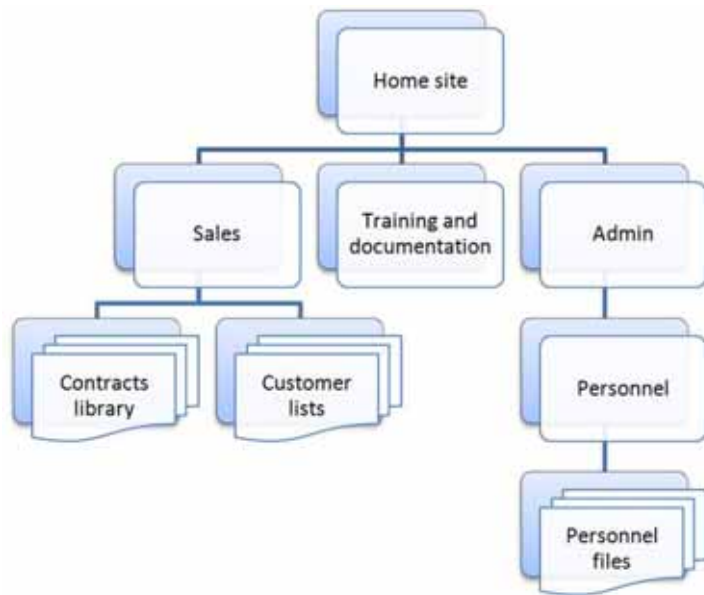 Home site
Sales
Training and
documentation
Admin
Contracts
library
Customer
lists
Personnel
Personnel
files